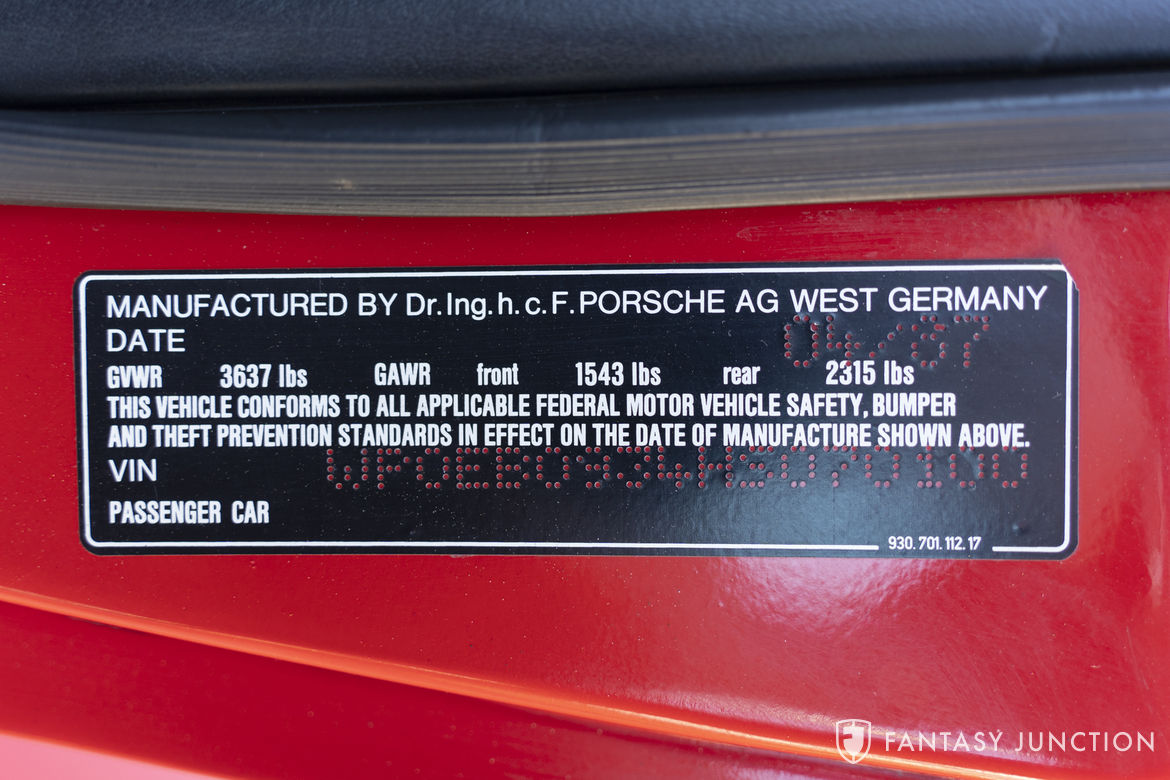 MANUFACTURED BY Dr.Ing.h.c.F.PORSCHE AG WEST GERMANY
DATE 04/87
GVWR 3637 lbs GAWR front 1543 lbs rear 2315 lbs
THIS VEHICLE CONFORMS TO ALL APPLICABLE FEDERAL MOTOR VEHICLE SAFETY, BUMPER
AND THEFT PREVENTION STANDARDS IN EFFECT ON THE DATE OF MANUFACTURE SHOWN ABOVE.
VIN WP0EB0934HS070100
PASSENGER CAR
930.701.112.17
FANTASY JUNCTION